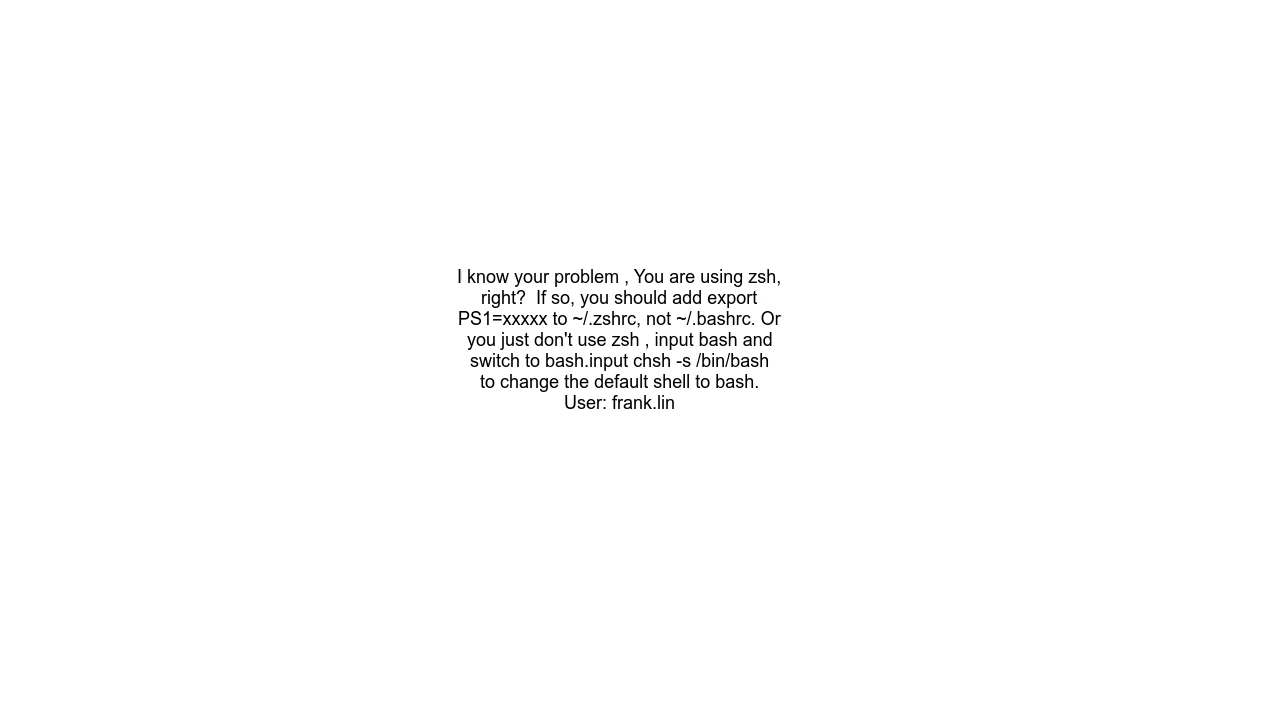 I know your problem , You are using zsh,
right?  If so, you should add export
PS1=xxxxx to ~/.zshrc, not ~/.bashrc. Or
you just don't use zsh , input bash and
switch to bash.input chsh -s /bin/bash
to change the default shell to bash.
User: frank.lin